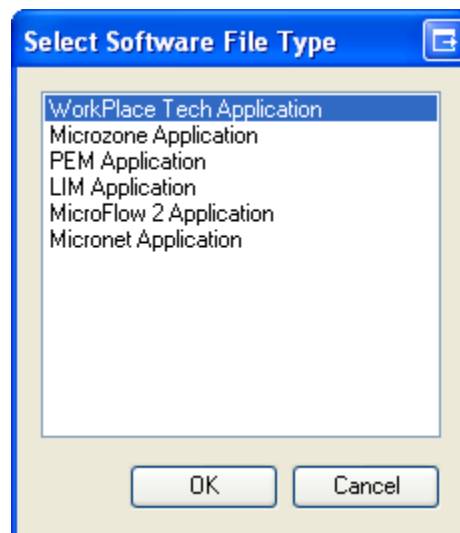 Select Software File Type
WorkPlace Tech Application
Microzone Application
PEM Application
LIM Application
MicroFlow 2 Application
Micronet Application
OK Cancel